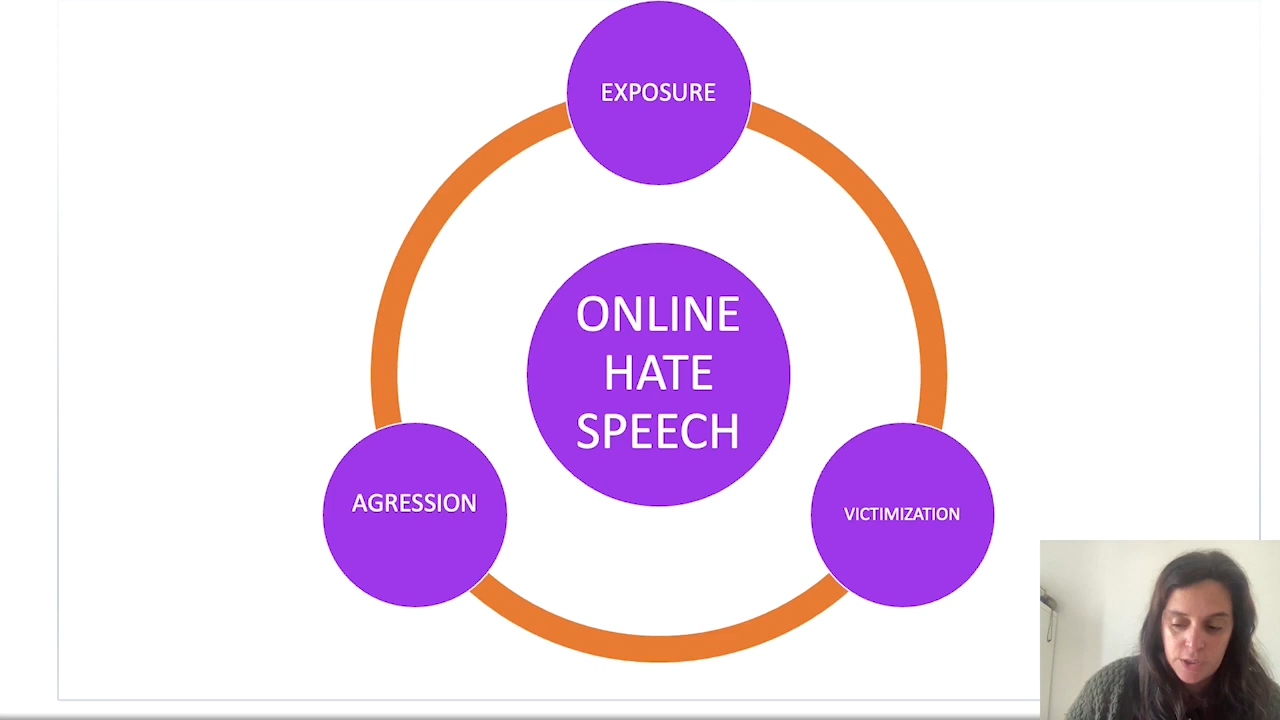 EXPOSURE
ONLINE
HATE
SPEECH
AGRESSION
VICTIMIZATION